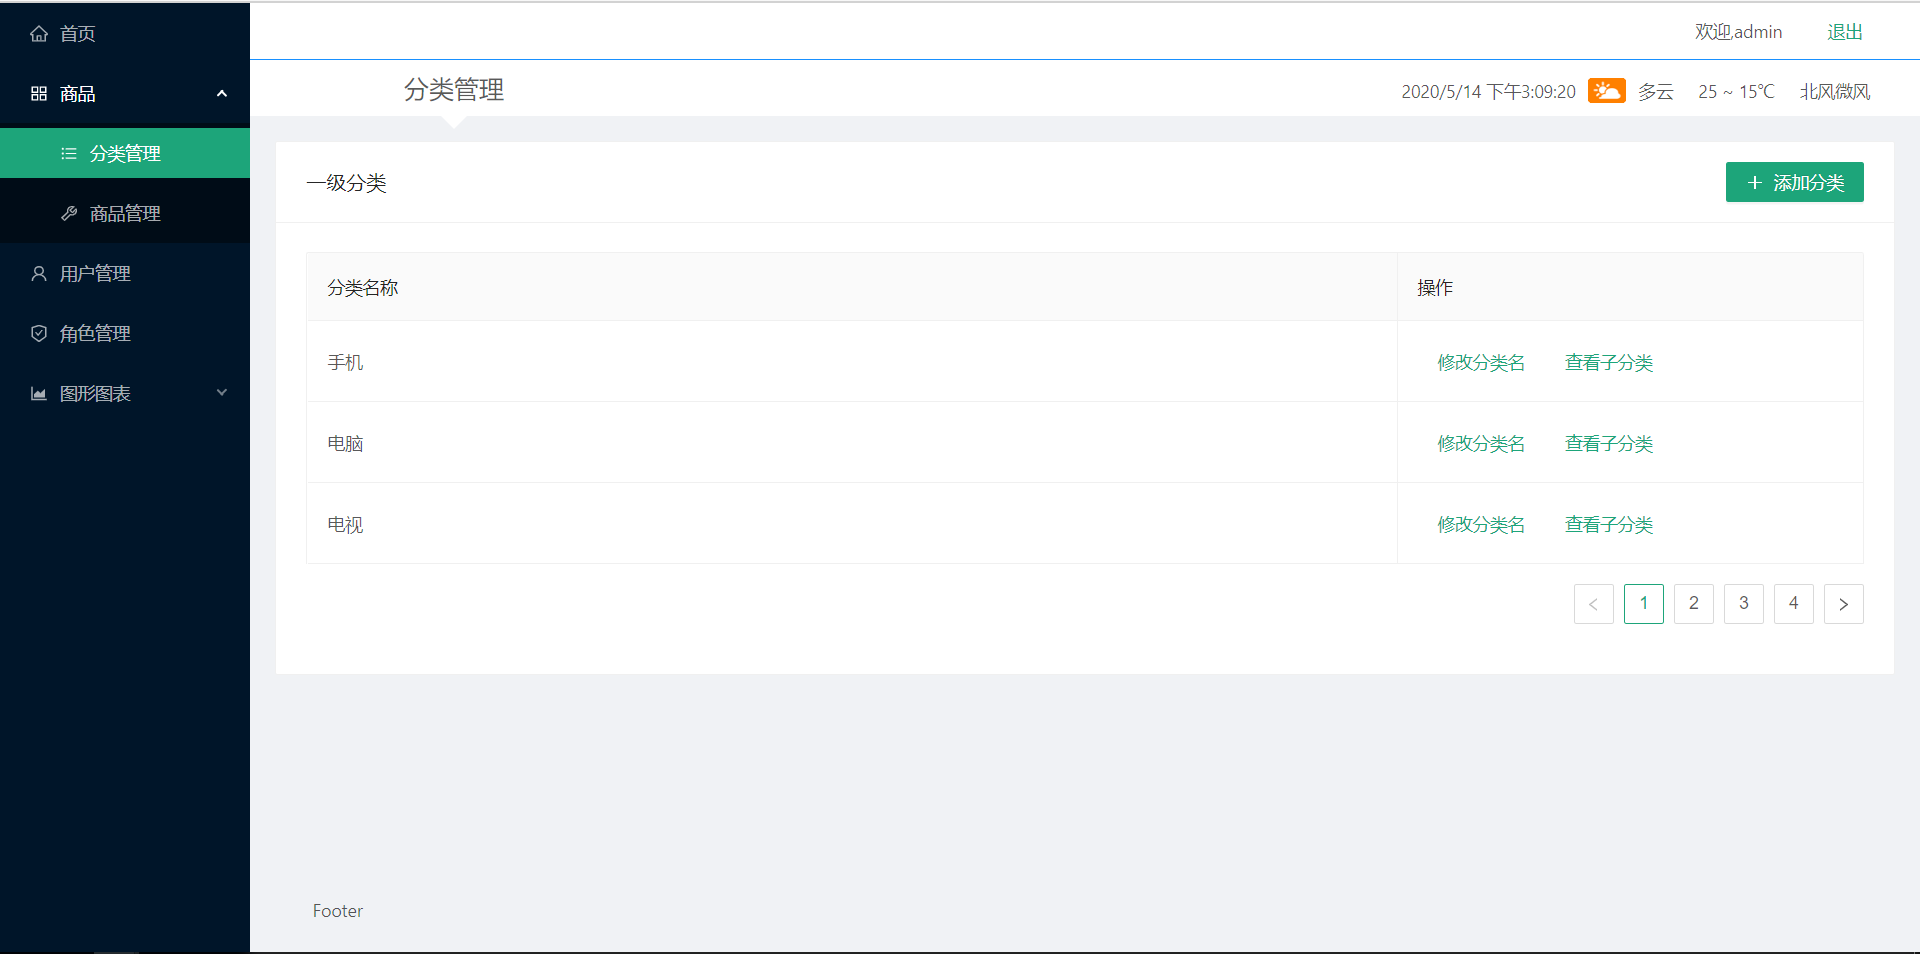 首页
商品
分类管理
商品管理
用户管理
角色管理
图形图表
欢迎,admin 退出
分类管理 2020/5/14 下午3:09:20 多云 25 ~ 15℃ 北风微风
一级分类 添加分类
分类名称 操作
手机 修改分类名 查看子分类
电脑 修改分类名 查看子分类
电视 修改分类名 查看子分类
< 1 2 3 4 >
Footer